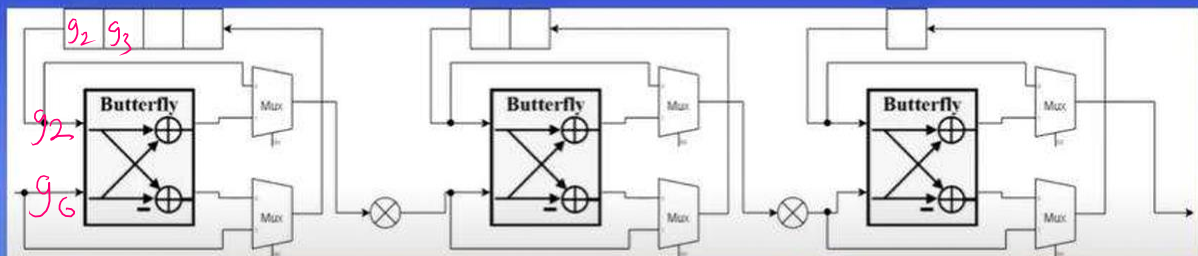 g2 g3
Butterfly Mux Butterfly Mux Butterfly Mux
g2
g6
Mux Mux Mux